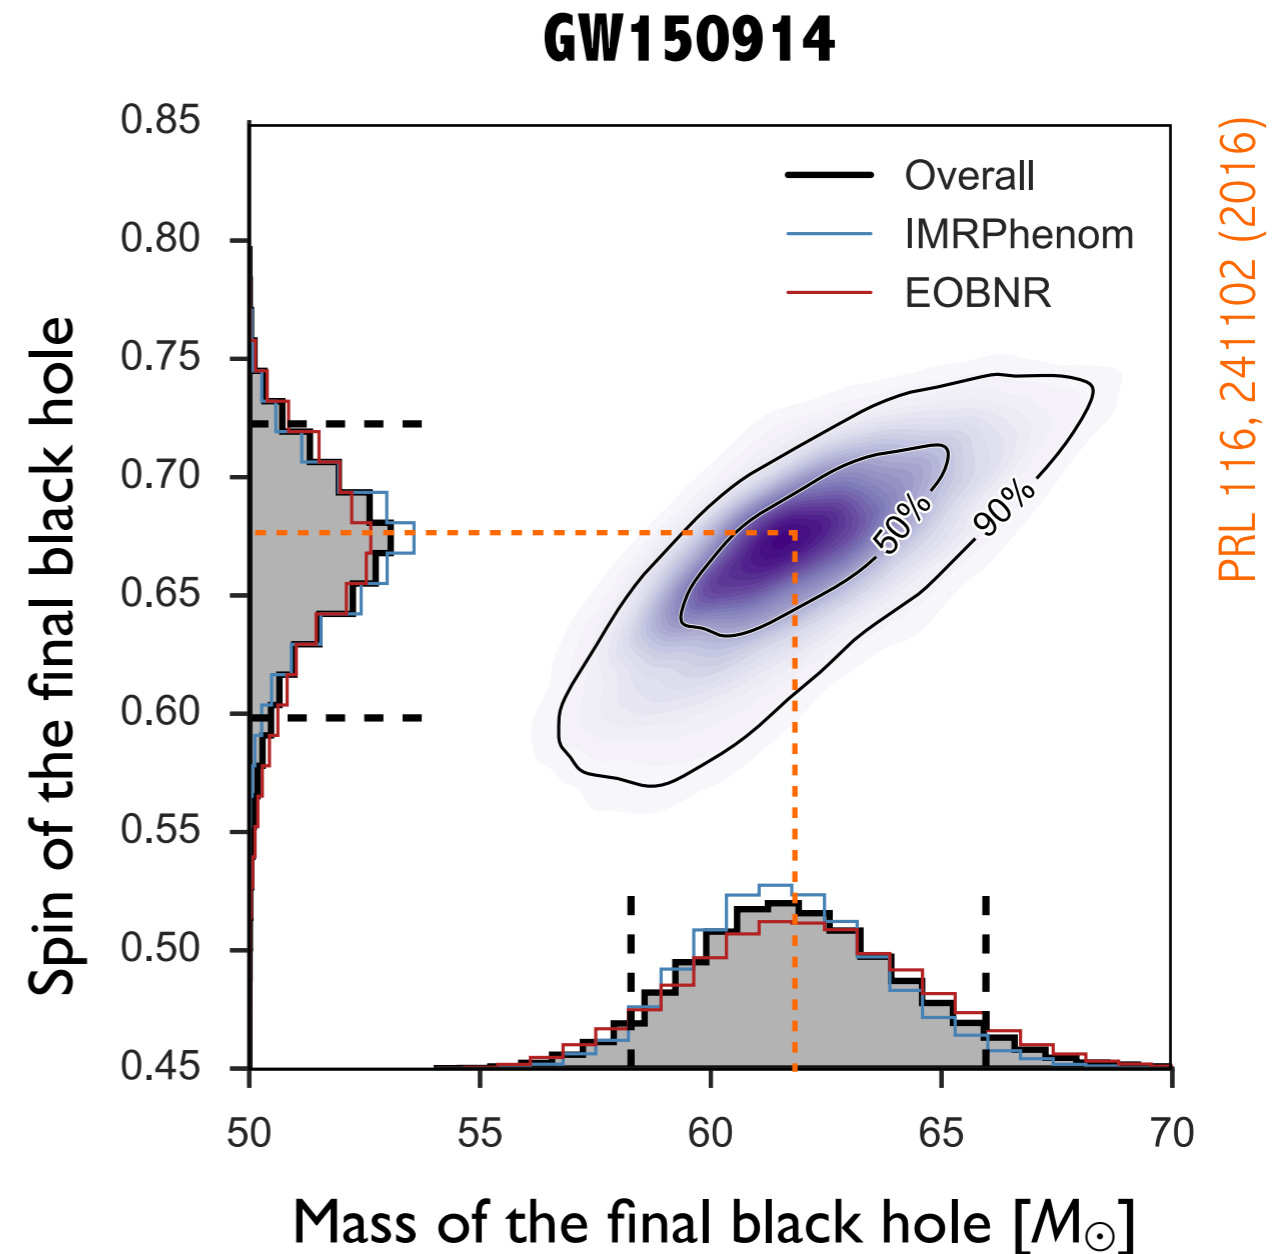 GW150914
0.85
0.80
0.75
0.70
0.65
0.60
0.55
0.50
0.45
Spin of the final black hole
Overall
IMRPhenom
EOBNR
50%
90%
50
55
60
65
70
Mass of the final black hole [M☉]
PRL 116, 241102 (2016)